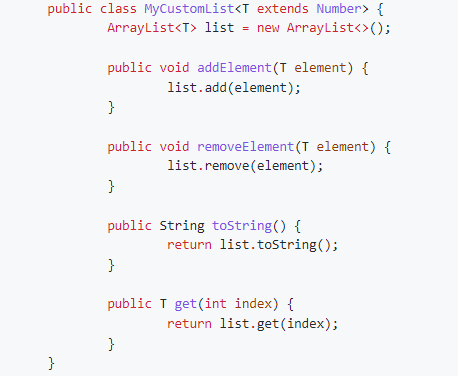 public class MyCustomList<T extends Number> {
ArrayList<T> list = new ArrayList<>();
public void addElement(T element) {
list.add(element);
}
public void removeElement(T element) {
list.remove(element);
}
public String toString() {
return list.toString();
}
public T get(int index) {
return list.get(index);
}
}